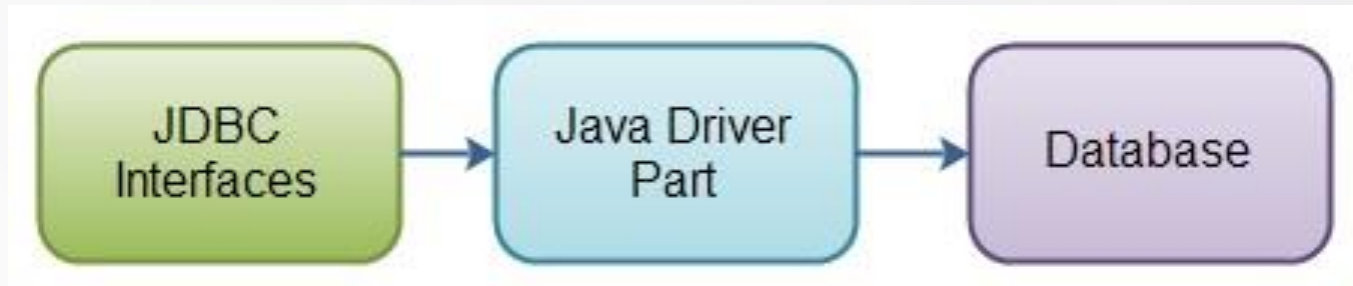 JDBC
Interfaces
Java Driver
Part
Database